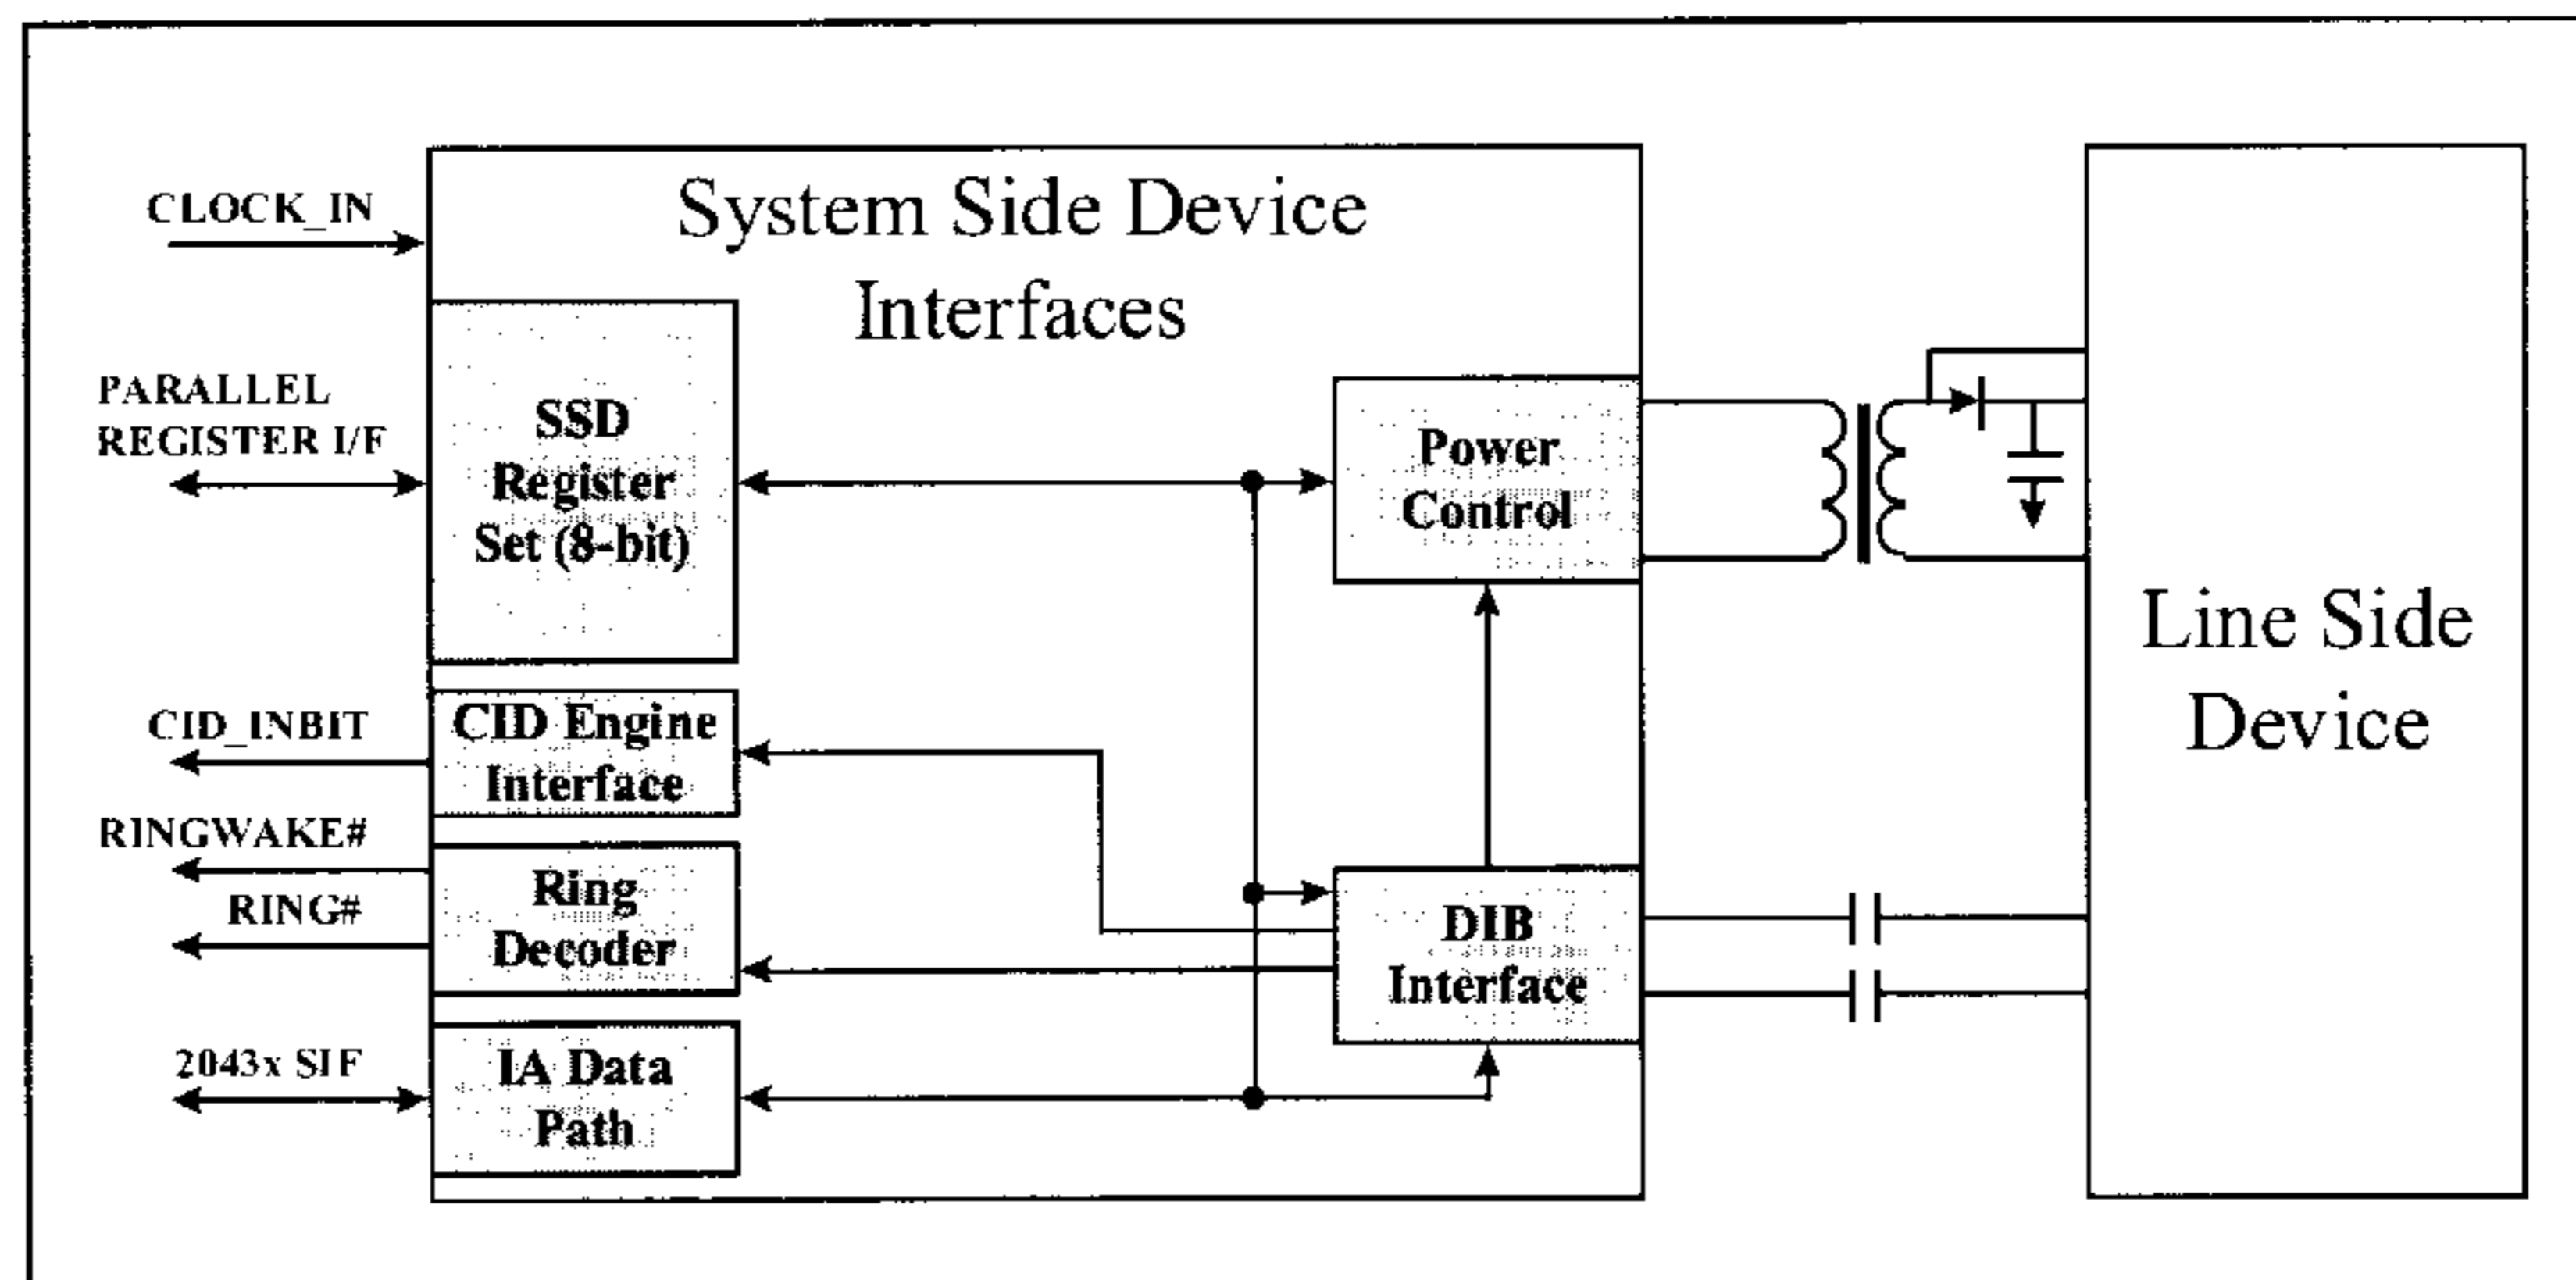 System Side Device
Interfaces
CLOCK_IN
PARALLEL
REGISTER I/F
SSD
Register
Set (8-bit)
Power
Control
Line Side
Device
CID_INBIT
CID Engine
Interface
RINGWAKE#
RING#
Ring
Decoder
DIB
Interface
2043x SIF
IA Data
Path